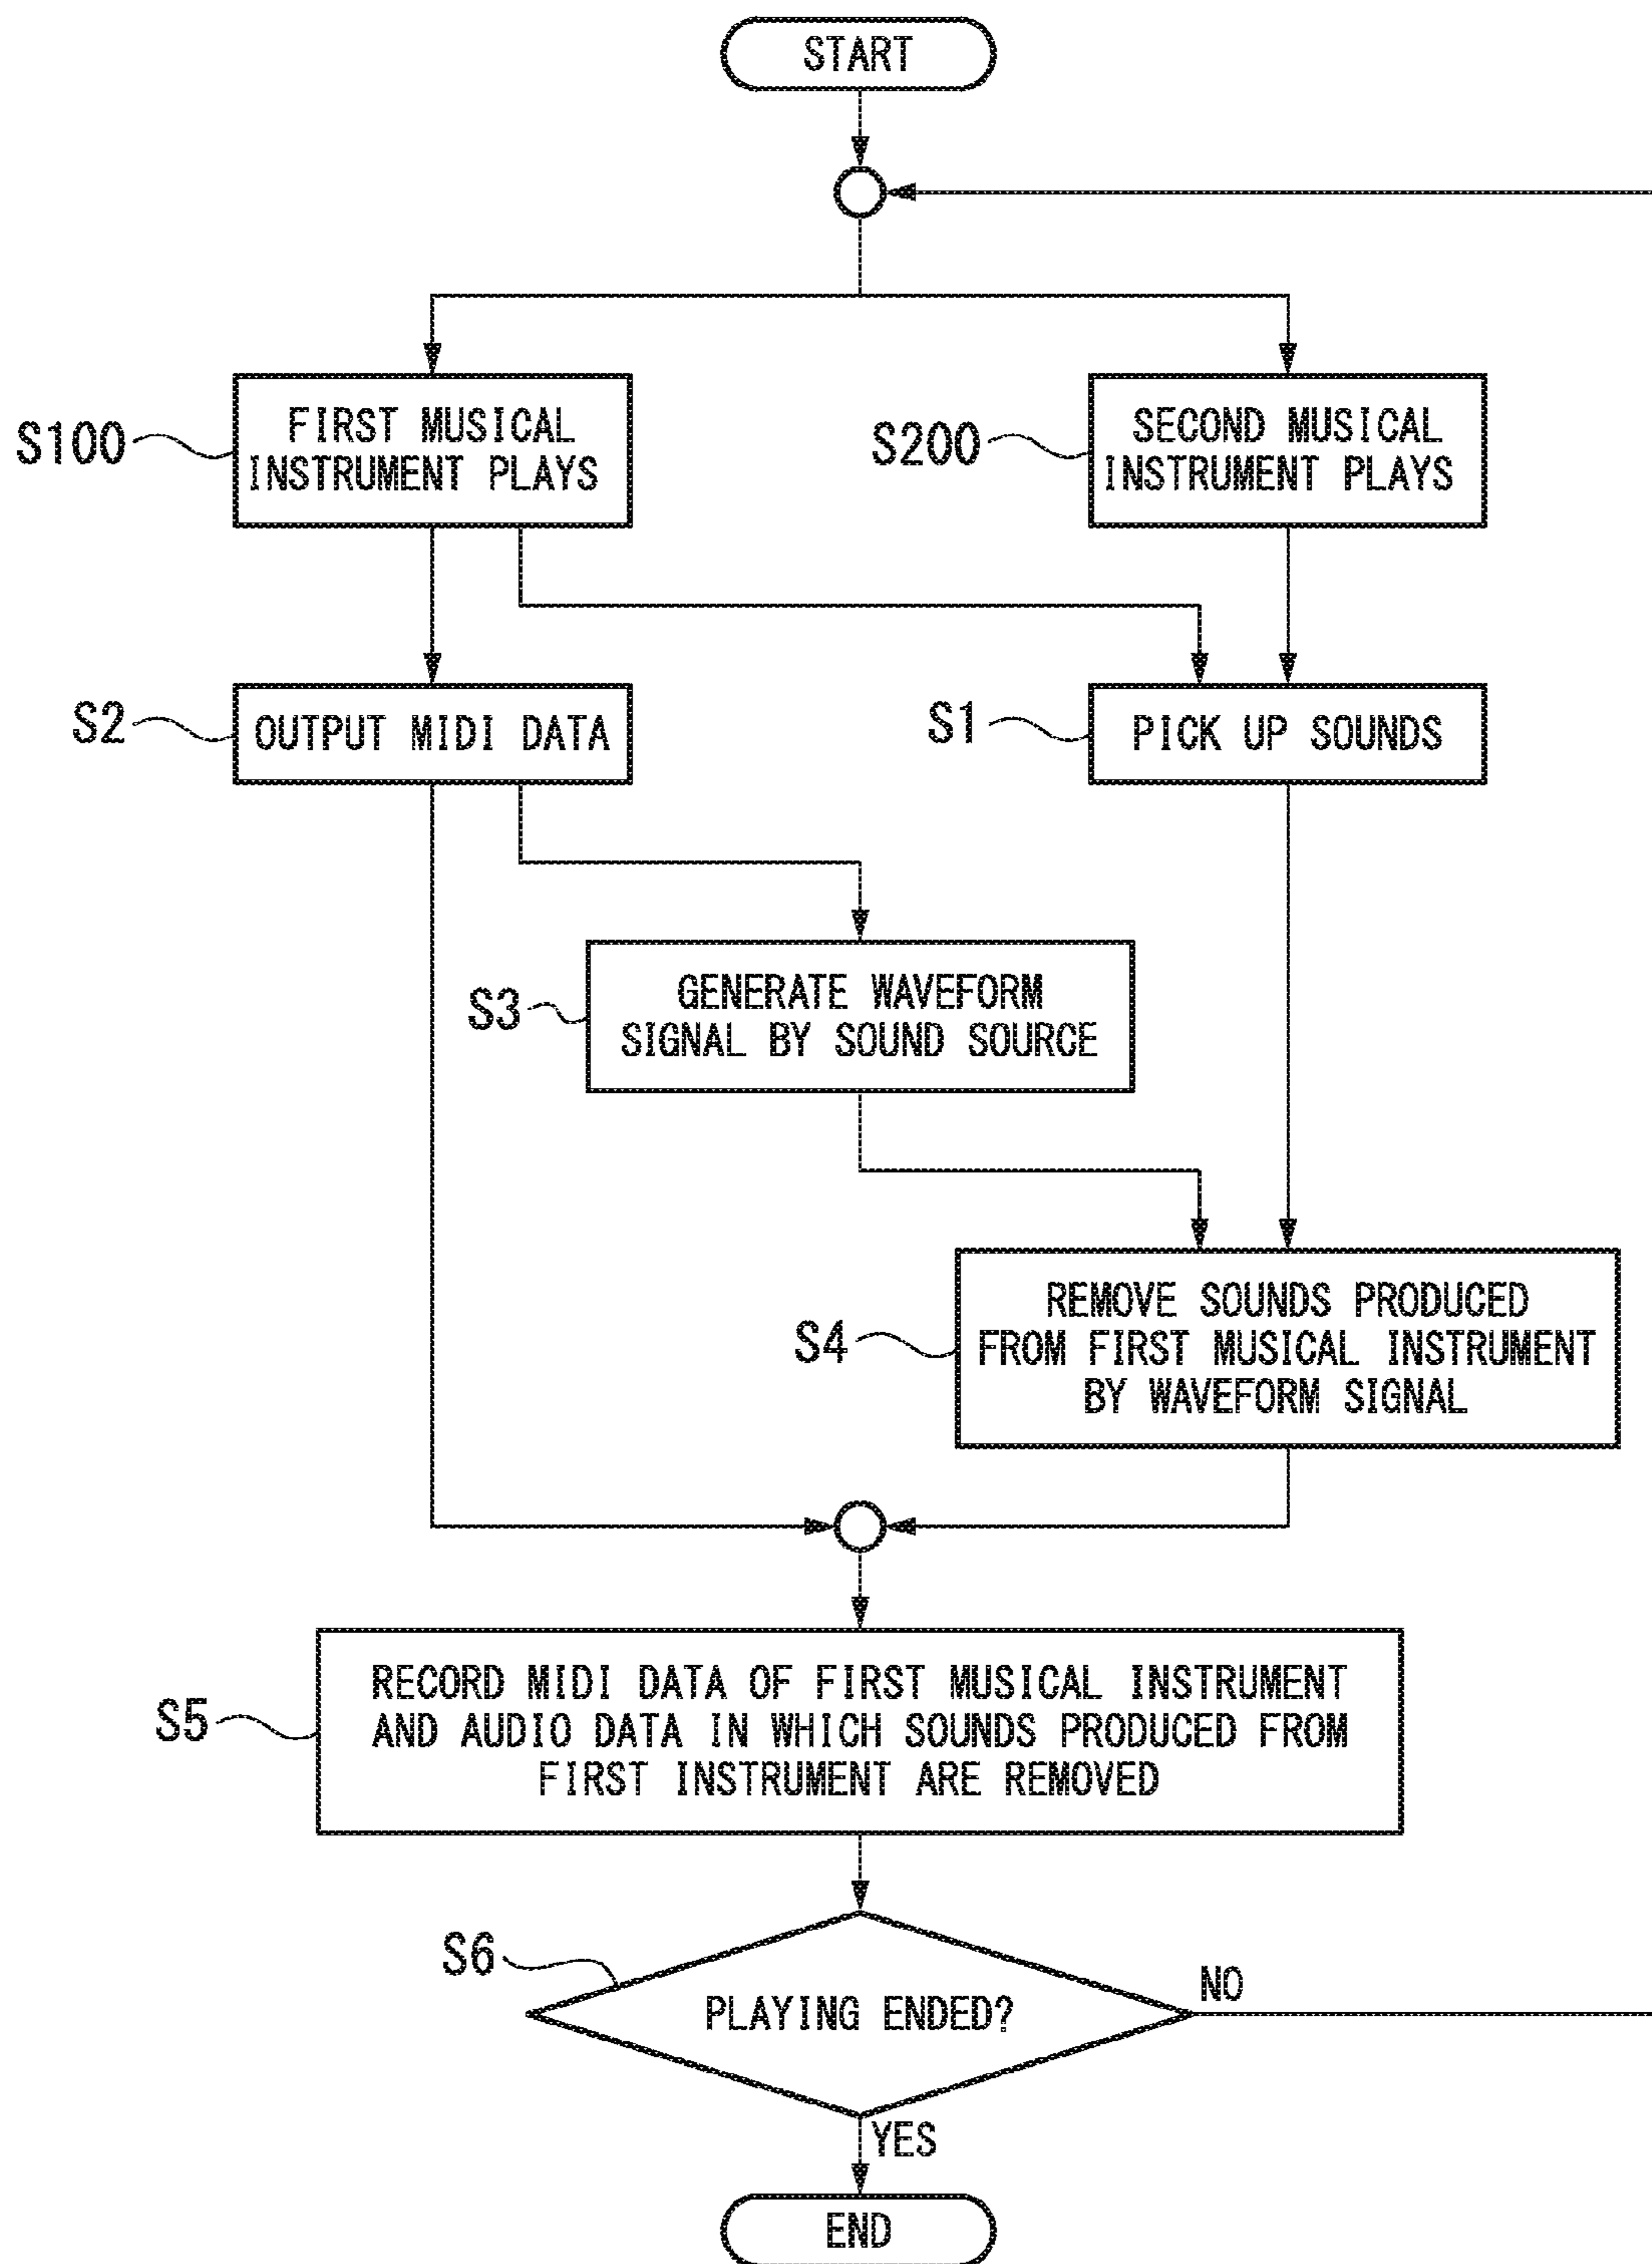 START
S100
FIRST MUSICAL
INSTRUMENT PLAYS
S200
SECOND MUSICAL
INSTRUMENT PLAYS
S2
OUTPUT MIDI DATA
S1
PICK UP SOUNDS
S3
GENERATE WAVEFORM
SIGNAL BY SOUND SOURCE
S4
REMOVE SOUNDS PRODUCED
FROM FIRST MUSICAL INSTRUMENT
BY WAVEFORM SIGNAL
S5
RECORD MIDI DATA OF FIRST MUSICAL INSTRUMENT
AND AUDIO DATA IN WHICH SOUNDS PRODUCED FROM
FIRST INSTRUMENT ARE REMOVED
S6
PLAYING ENDED?
NO
YES
END